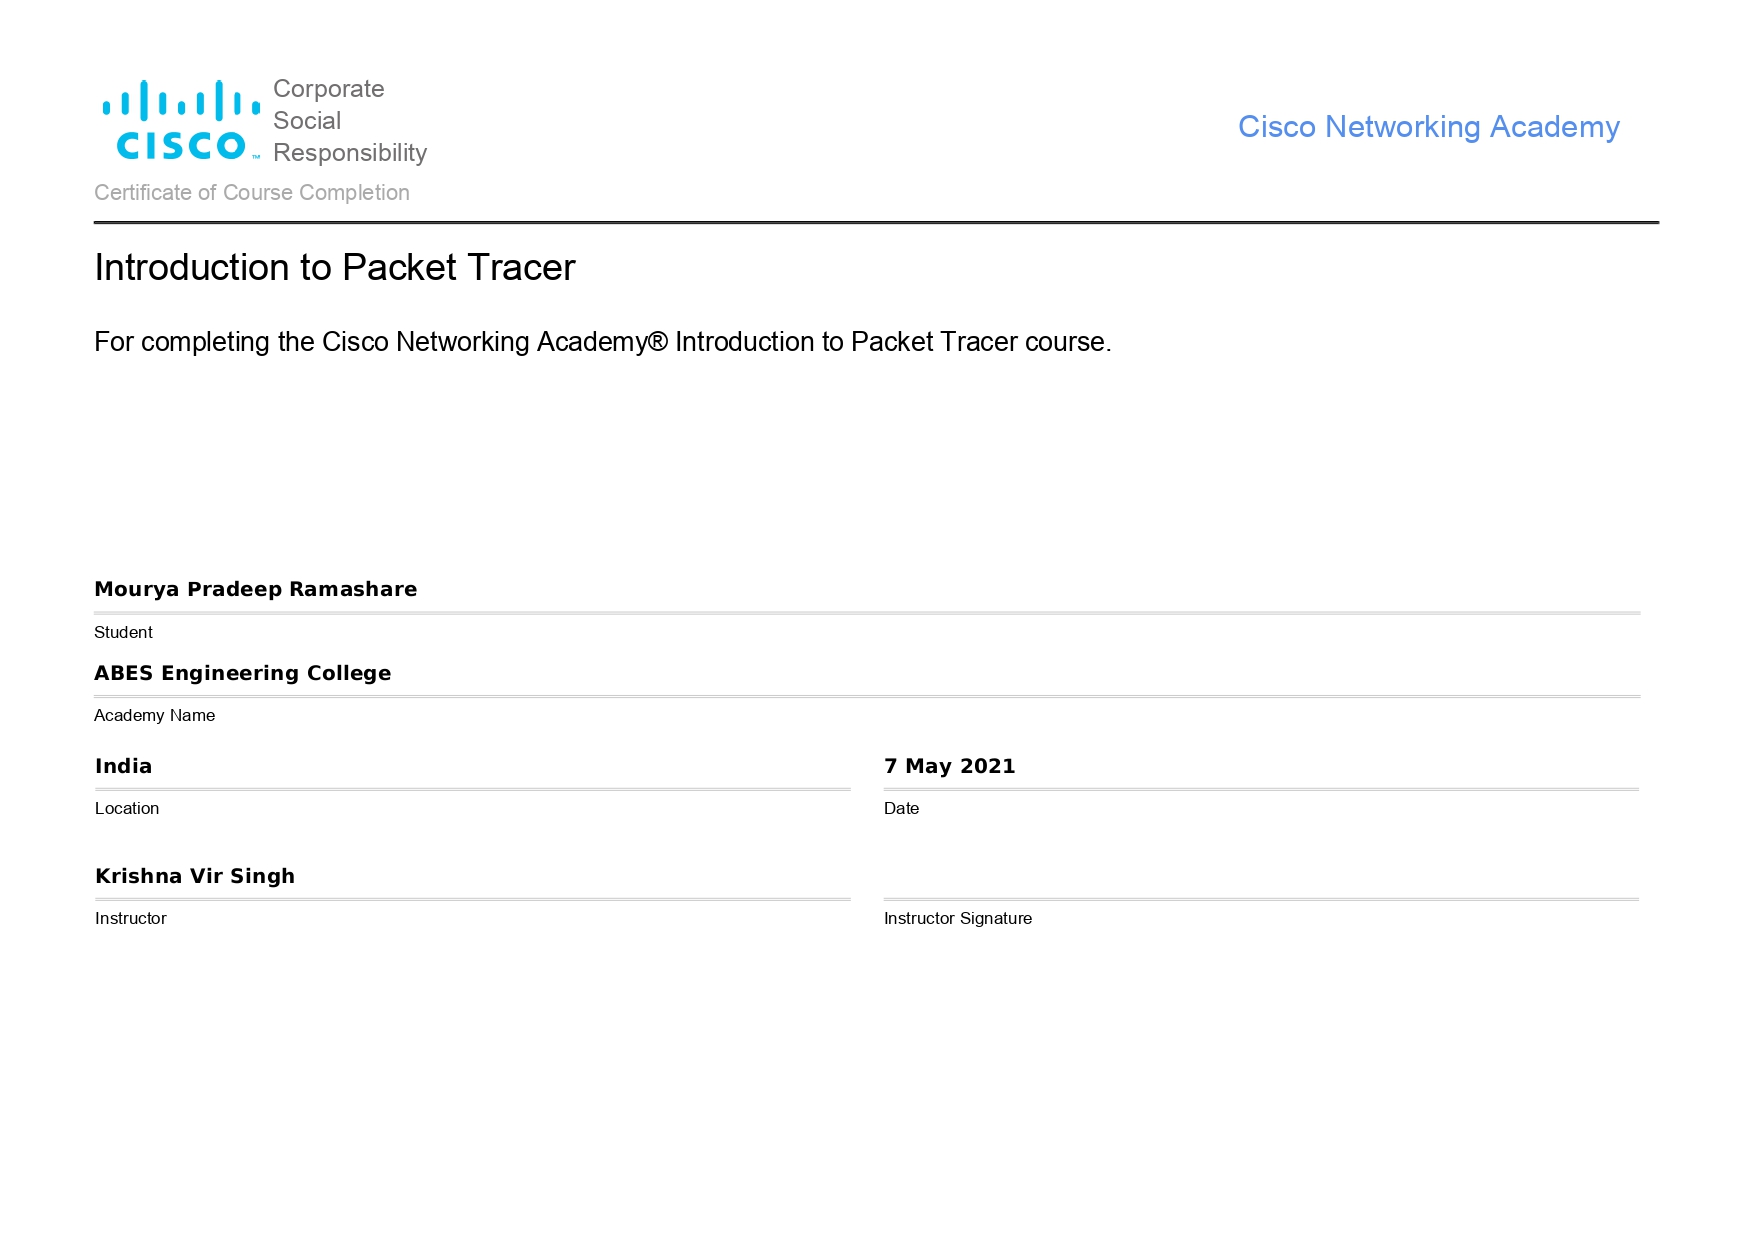 Corporate
Social
CISCO™ Responsibility
Cisco Networking Academy
Certificate of Course Completion
Introduction to Packet Tracer
For completing the Cisco Networking Academy® Introduction to Packet Tracer course.
Mourya Pradeep Ramashare
Student
ABES Engineering College
Academy Name
India
7 May 2021
Location
Date
Krishna Vir Singh
Instructor
Instructor Signature